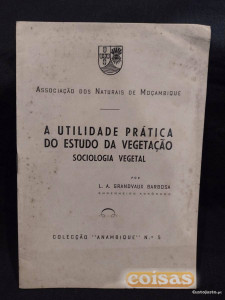 ASSOCIAÇÃO DOS NATURAIS DE MOÇAMBIQUE
A UTILIDADE PRÁTICA
DO ESTUDO DA VEGETAÇÃO
SOCIOLOGIA VEGETAL
POR
L. A. GRANDVAUX BARBOSA
COLECÇÃO "ANAMBIQUE" N.º 5
coisas